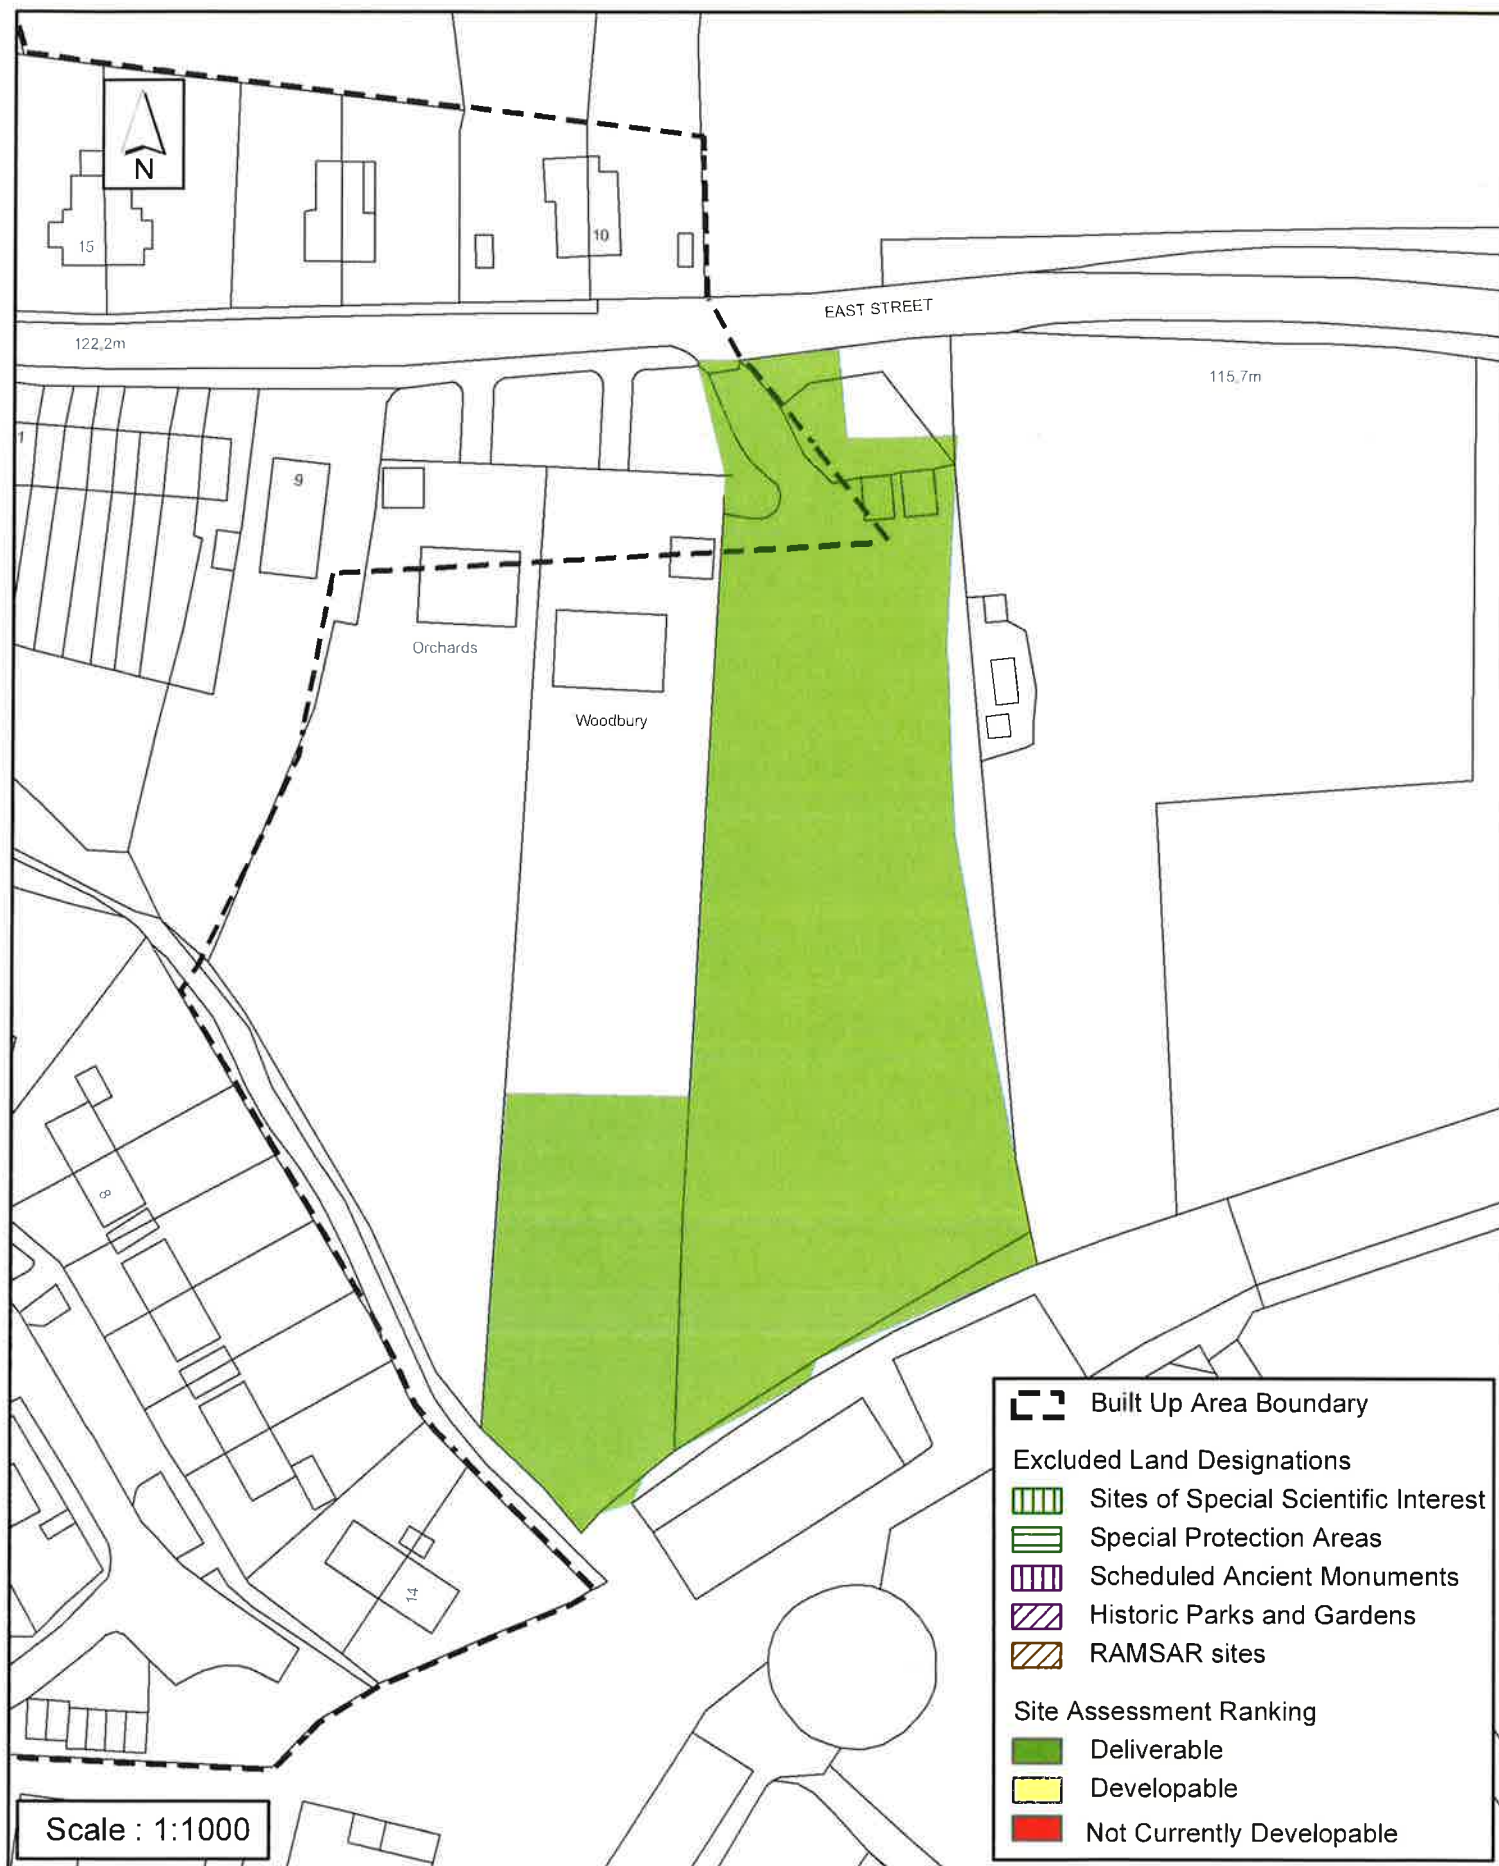 N
15
10
EAST STREET
122.2m
115.7m
1
9
Orchards
Woodbury
8
14
Built Up Area Boundary
Excluded Land Designations
Sites of Special Scientific Interest
Special Protection Areas
Scheduled Ancient Monuments
Historic Parks and Gardens
RAMSAR sites
Site Assessment Ranking
Deliverable
Developable
Not Currently Developable
Scale : 1:1000